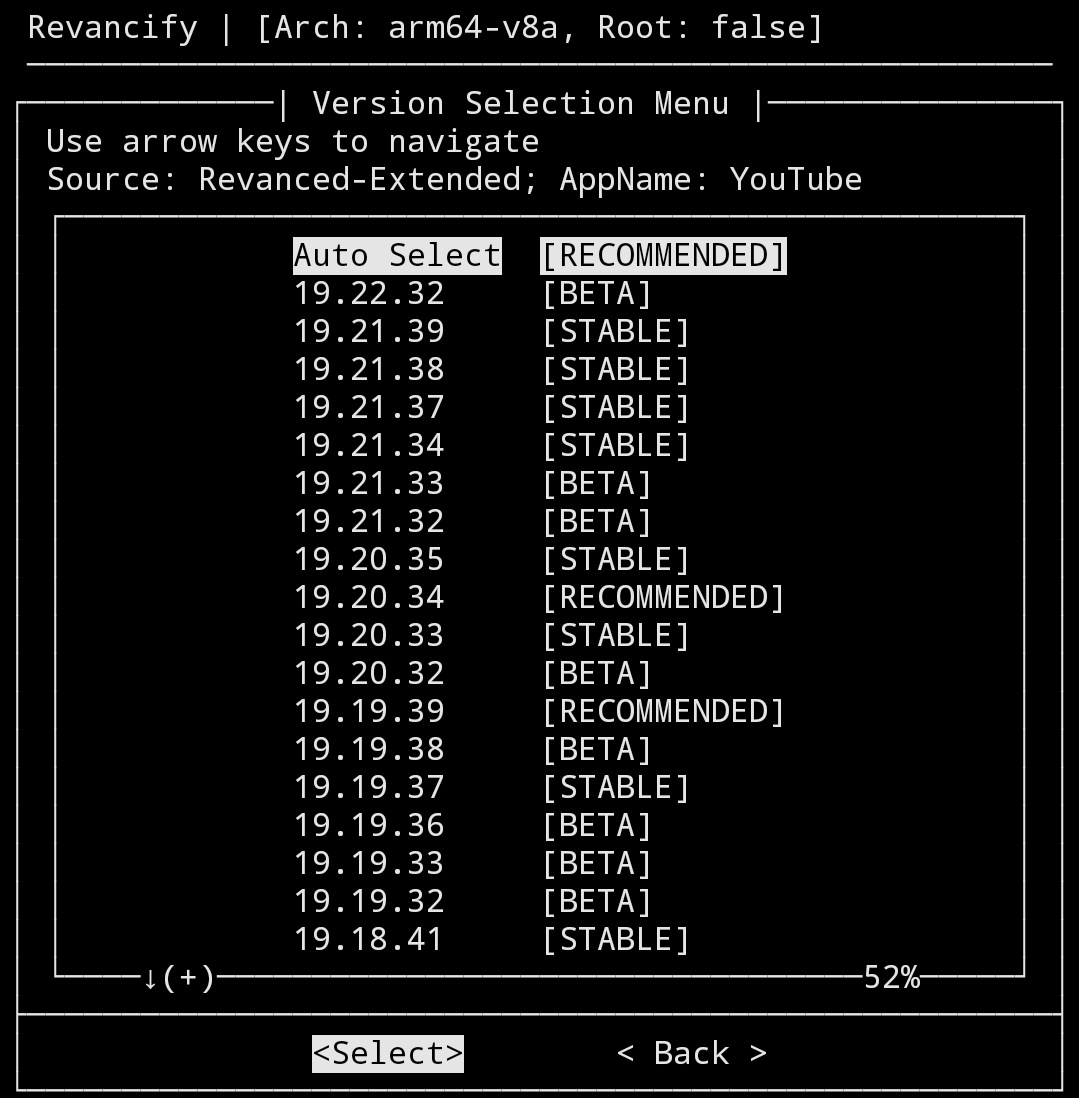 Revancify | [Arch: arm64-v8a, Root: false]
| Version Selection Menu |
Use arrow keys to navigate
Source: Revanced-Extended; AppName: YouTube
Auto Select [RECOMMENDED]
19.22.32 [BETA]
19.21.39 [STABLE]
19.21.38 [STABLE]
19.21.37 [STABLE]
19.21.34 [STABLE]
19.21.33 [BETA]
19.21.32 [BETA]
19.20.35 [STABLE]
19.20.34 [RECOMMENDED]
19.20.33 [STABLE]
19.20.32 [BETA]
19.19.39 [RECOMMENDED]
19.19.38 [BETA]
19.19.37 [STABLE]
19.19.36 [BETA]
19.19.33 [BETA]
19.19.32 [BETA]
19.18.41 [STABLE]
↓(+) 52%
<Select> < Back >